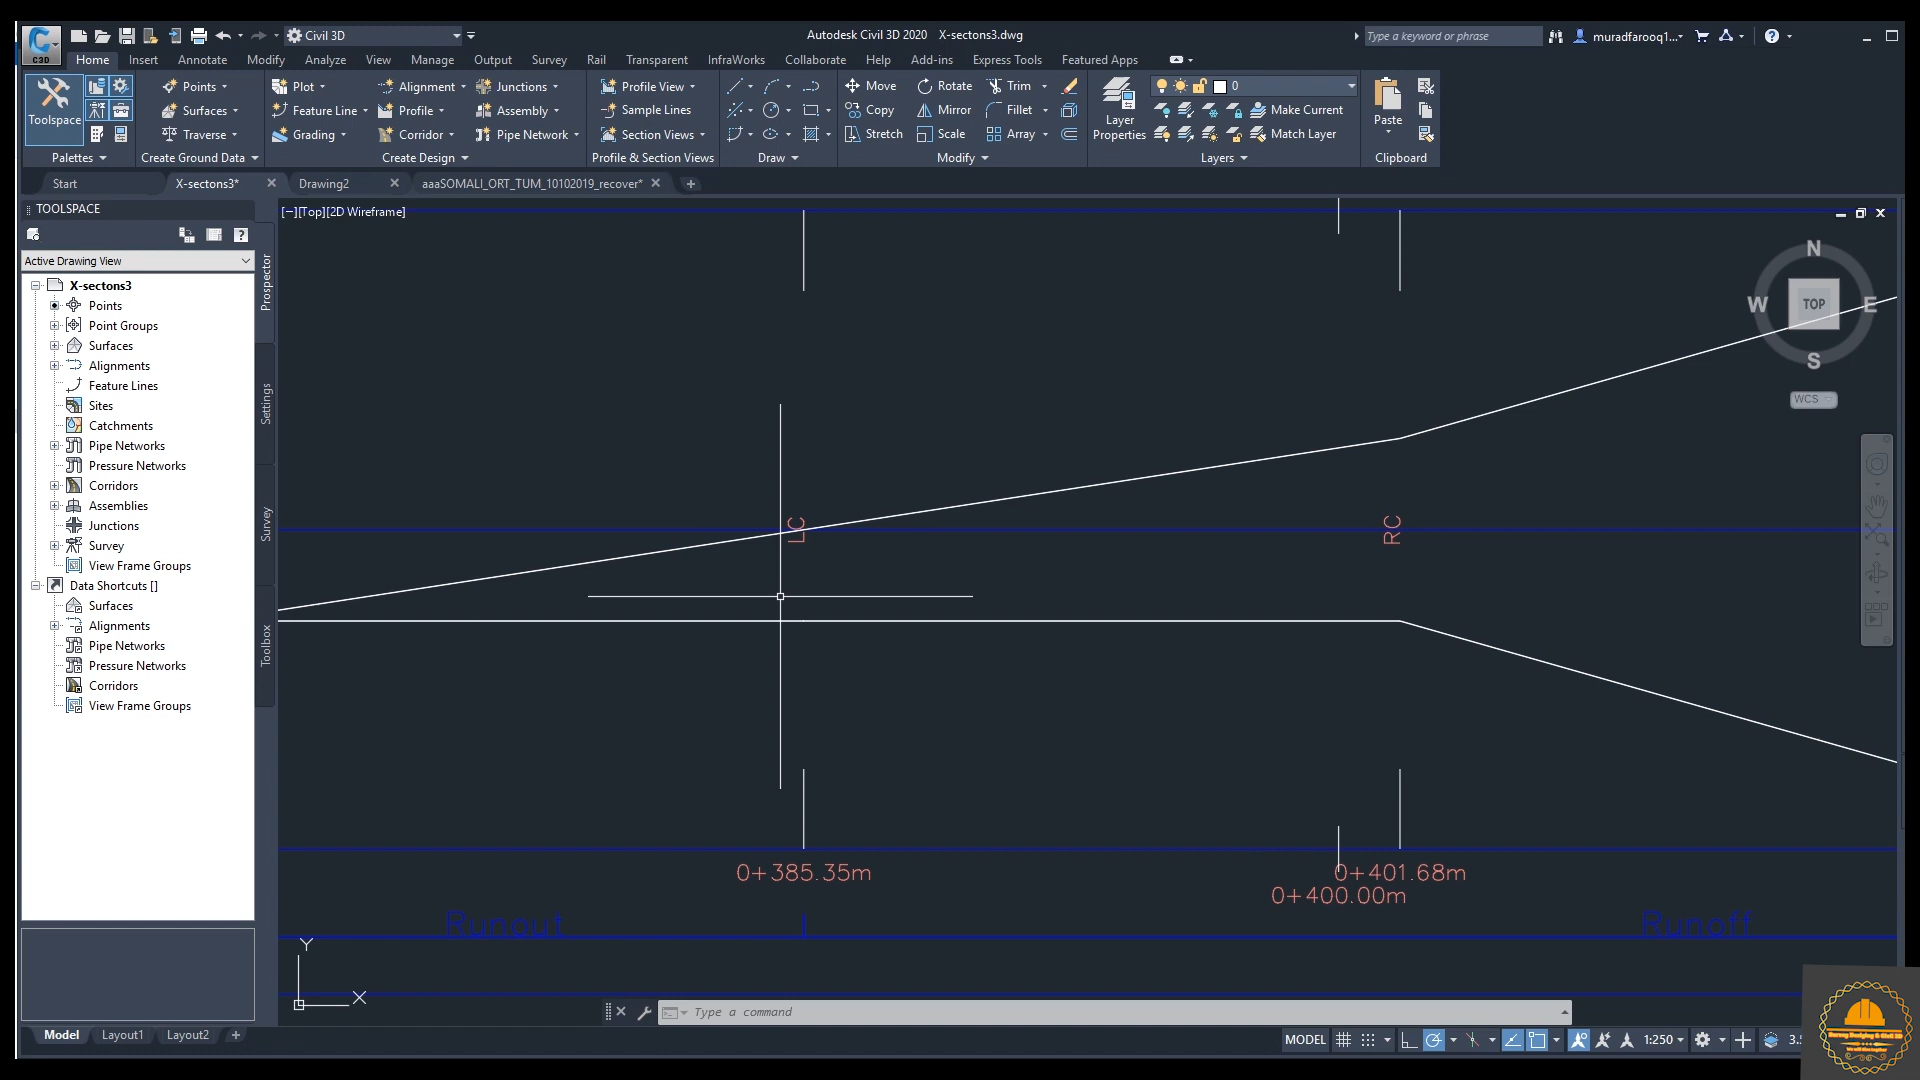 C3D
Civil 3D
Autodesk Civil 3D 2020 X-sectons3.dwg
Type a keyword or phrase
muradfarooq1...
Home Insert Annotate Modify Analyze View Manage Output Survey Rail Transparent InfraWorks Collaborate Help Add-ins Express Tools Featured Apps
Toolspace
Points
Surfaces
Traverse
Plot
Feature Line
Grading
Alignment
Profile
Corridor
Junctions
Assembly
Pipe Network
Profile View
Sample Lines
Section Views
Move
Copy
Stretch
Rotate
Mirror
Scale
Trim
Fillet
Array
Layer
Properties
0
Make Current
Match Layer
Paste
Palettes Create Ground Data Create Design Profile & Section Views Draw Modify Layers Clipboard
Start X-sectons3* Drawing2 aaaSOMALI_ORT_TUM_10102019_recover*
TOOLSPACE
Active Drawing View
X-sectons3
Points
Point Groups
Surfaces
Alignments
Feature Lines
Sites
Catchments
Pipe Networks
Pressure Networks
Corridors
Assemblies
Junctions
Survey
View Frame Groups
Data Shortcuts []
Surfaces
Alignments
Pipe Networks
Pressure Networks
Corridors
View Frame Groups
Prospector
Settings
Survey
Toolbox
[−][Top][2D Wireframe]
N
W TOP E
S
WCS
LC
RC
0+385.35m
0+401.68m
0+400.00m
Runout
Runoff
Y
X
Type a command
Model Layout1 Layout2
MODEL
1:250
3.5